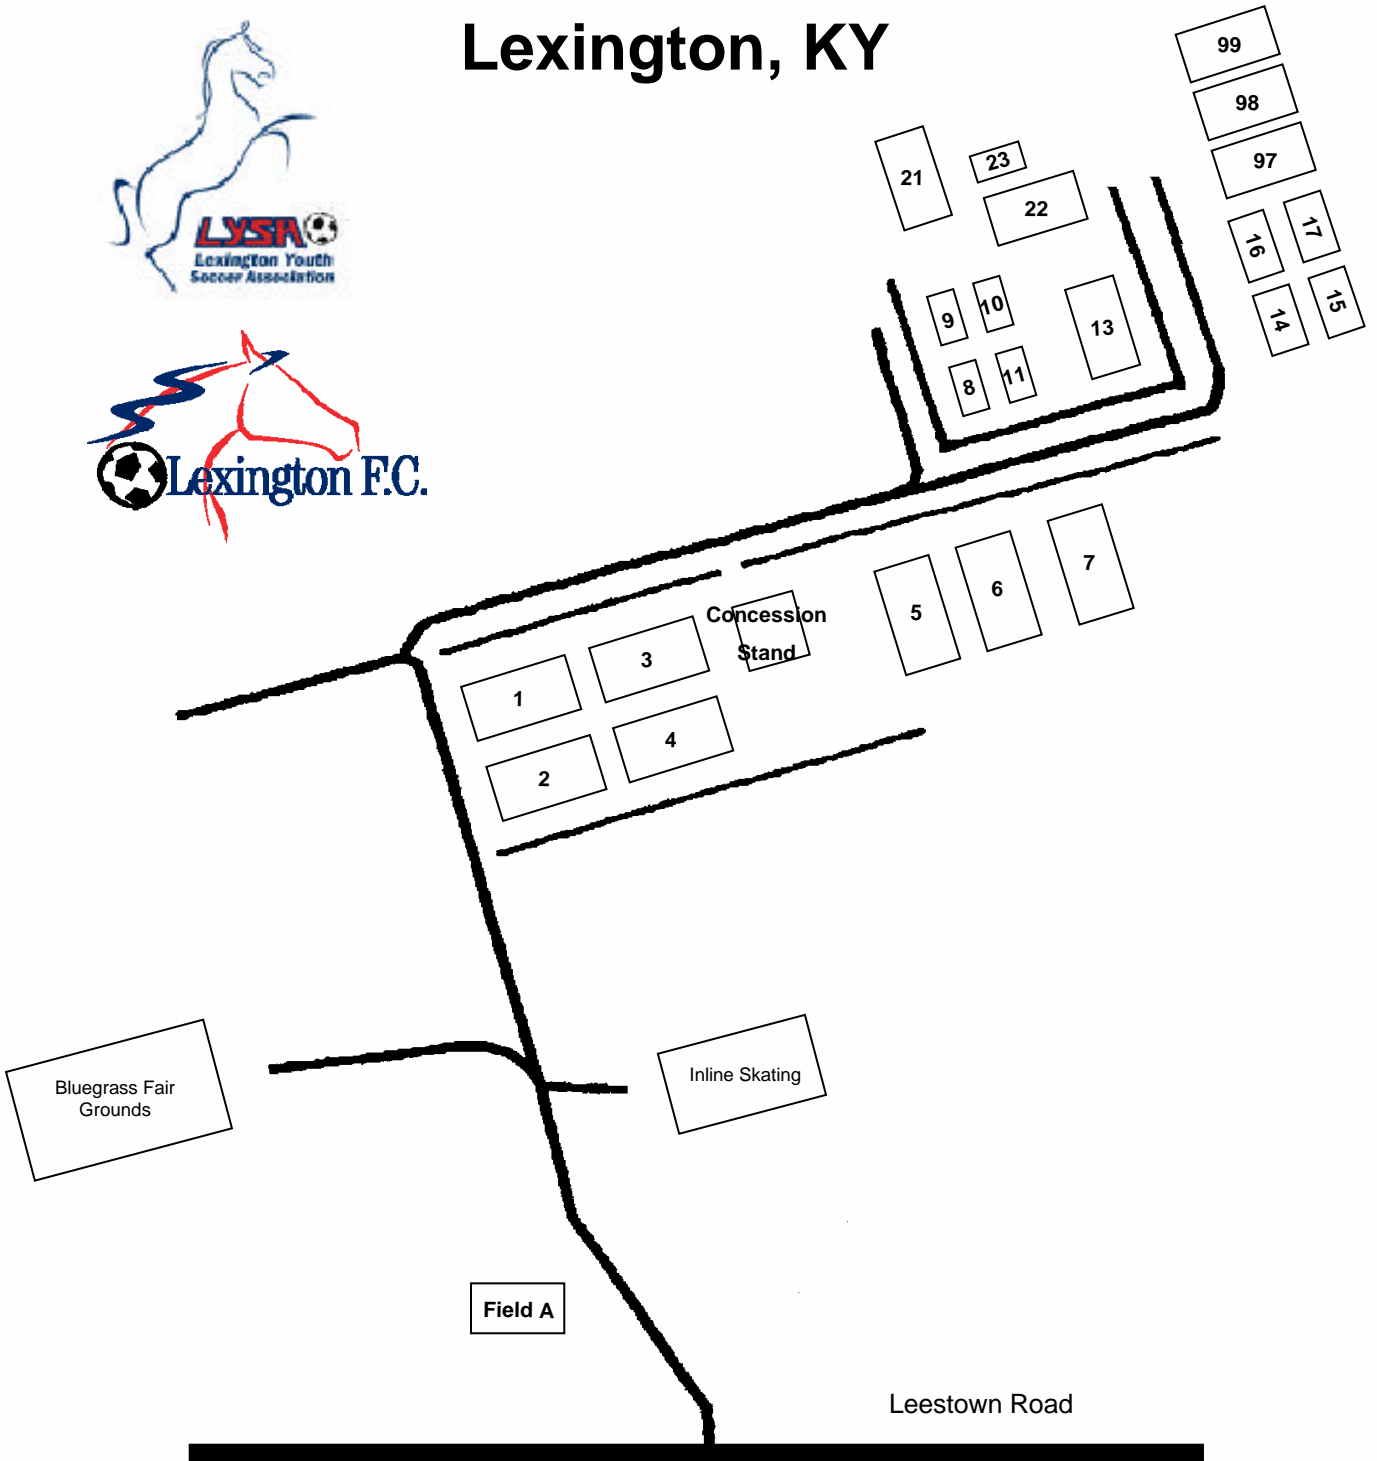 Lexington, KY
LYSA
Lexington Youth
Soccer Association
Lexington F.C.
99
98
97
21
23
22
16
17
14
15
9
10
13
8
11
7
6
5
Concession
Stand
3
1
4
2
Bluegrass Fair
Grounds
Inline Skating
Field A
Leestown Road